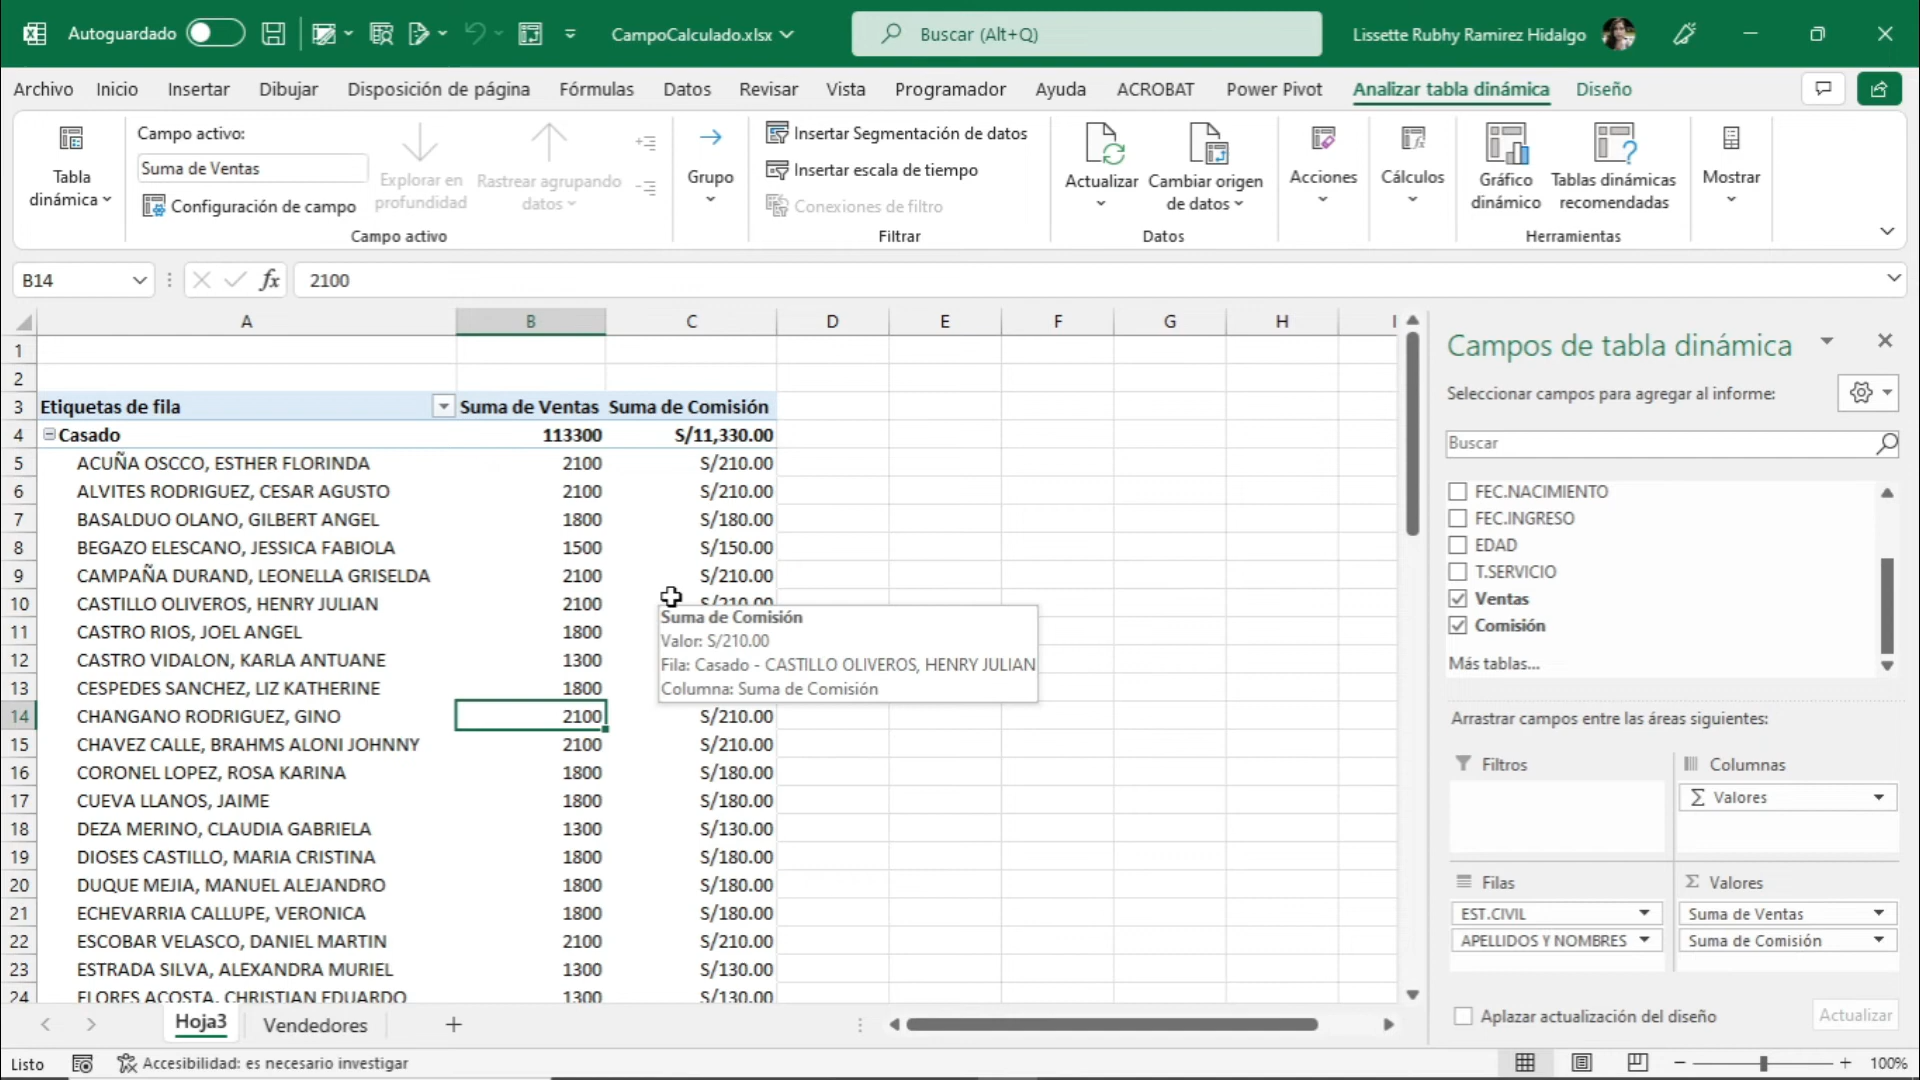 Autoguardado
CampoCalculado.xlsx
Buscar (Alt+Q)
Lissette Rubhy Ramirez Hidalgo
Archivo Inicio Insertar Dibujar Disposición de página Fórmulas Datos Revisar Vista Programador Ayuda ACROBAT Power Pivot Analizar tabla dinámica Diseño
Tabla dinámica
Campo activo:
Suma de Ventas
Configuración de campo
Explorar en profundidad
Rastrear agrupando datos
Campo activo
Grupo
Insertar Segmentación de datos
Insertar escala de tiempo
Conexiones de filtro
Filtrar
Actualizar
Cambiar origen de datos
Datos
Acciones
Cálculos
Gráfico dinámico
Tablas dinámicas recomendadas
Herramientas
Mostrar
B14
fx
2100
A B C D E F G H I
1
2
3 Etiquetas de fila Suma de Ventas Suma de Comisión
4 Casado 113300 S/11,330.00
5 ACUÑA OSCCO, ESTHER FLORINDA 2100 S/210.00
6 ALVITES RODRIGUEZ, CESAR AGUSTO 2100 S/210.00
7 BASALDUO OLANO, GILBERT ANGEL 1800 S/180.00
8 BEGAZO ELESCANO, JESSICA FABIOLA 1500 S/150.00
9 CAMPAÑA DURAND, LEONELLA GRISELDA 2100 S/210.00
10 CASTILLO OLIVEROS, HENRY JULIAN 2100 S/210.00
11 CASTRO RIOS, JOEL ANGEL 1800
12 CASTRO VIDALON, KARLA ANTUANE 1300
13 CESPEDES SANCHEZ, LIZ KATHERINE 1800
14 CHANGANO RODRIGUEZ, GINO 2100 S/210.00
15 CHAVEZ CALLE, BRAHMS ALONI JOHNNY 2100 S/210.00
16 CORONEL LOPEZ, ROSA KARINA 1800 S/180.00
17 CUEVA LLANOS, JAIME 1800 S/180.00
18 DEZA MERINO, CLAUDIA GABRIELA 1300 S/130.00
19 DIOSES CASTILLO, MARIA CRISTINA 1800 S/180.00
20 DUQUE MEJIA, MANUEL ALEJANDRO 1800 S/180.00
21 ECHEVARRIA CALLUPE, VERONICA 1800 S/180.00
22 ESCOBAR VELASCO, DANIEL MARTIN 2100 S/210.00
23 ESTRADA SILVA, ALEXANDRA MURIEL 1300 S/130.00
24 FLORES ACOSTA, CHRISTIAN EDUARDO 1300 S/130.00
Suma de Comisión
Valor: S/210.00
Fila: Casado - CASTILLO OLIVEROS, HENRY JULIAN
Columna: Suma de Comisión
Campos de tabla dinámica
Seleccionar campos para agregar al informe:
Buscar
FEC.NACIMIENTO
FEC.INGRESO
EDAD
T.SERVICIO
Ventas
Comisión
Más tablas...
Arrastrar campos entre las áreas siguientes:
Filtros
Columnas
Σ Valores
Filas
EST.CIVIL
APELLIDOS Y NOMBRES
Σ Valores
Suma de Ventas
Suma de Comisión
Aplazar actualización del diseño
Actualizar
Hoja3 Vendedores
Listo
Accesibilidad: es necesario investigar
100%